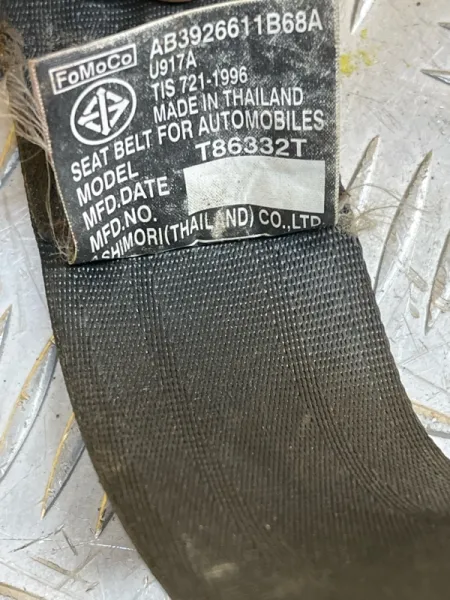 FoMoCo
AB3926611B68A
U917A
TIS 721-1996
MADE IN THAILAND
SEAT BELT FOR AUTOMOBILES
MODEL T86332T
MFD.DATE
MFD.NO.
ASHIMORI(THAILAND) CO.,LTD